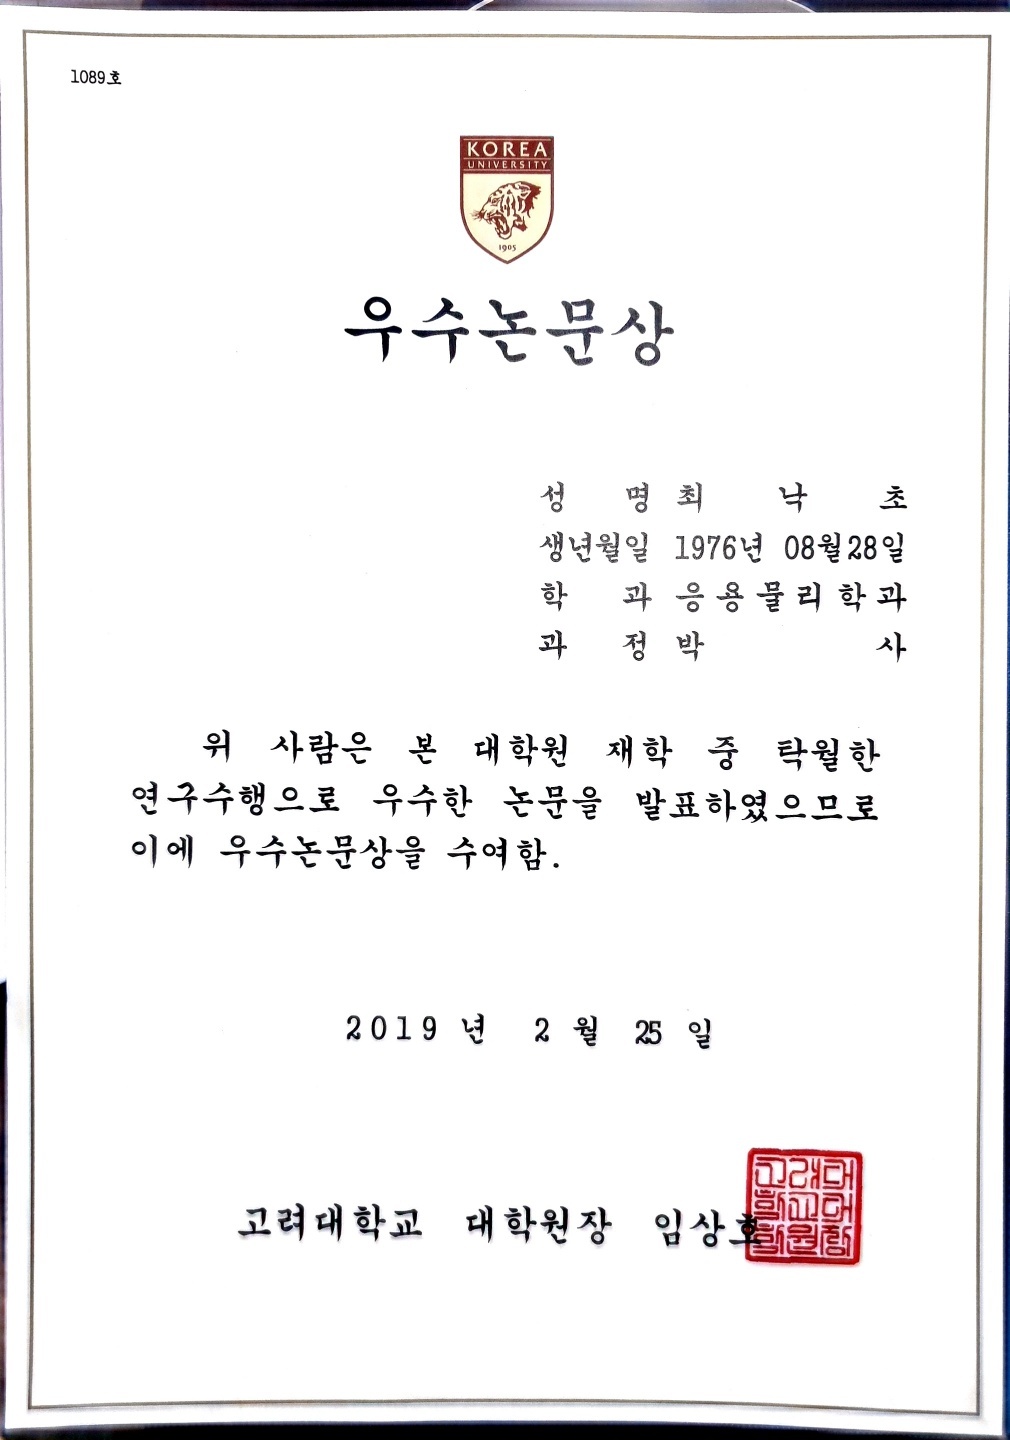 1089호
KOREA
UNIVERSITY
1905
우수논문상
성 명 최 낙 초
생년월일 1976년 08월28일
학 과 응용물리학과
과 정 박 사
위 사람은 본 대학원 재학 중 탁월한
연구수행으로 우수한 논문을 발표하였으므로
이에 우수논문상을 수여함.
2019 년 2 월 25 일
고려대학교 대학원장 임상호
고려대
학교대
학원장